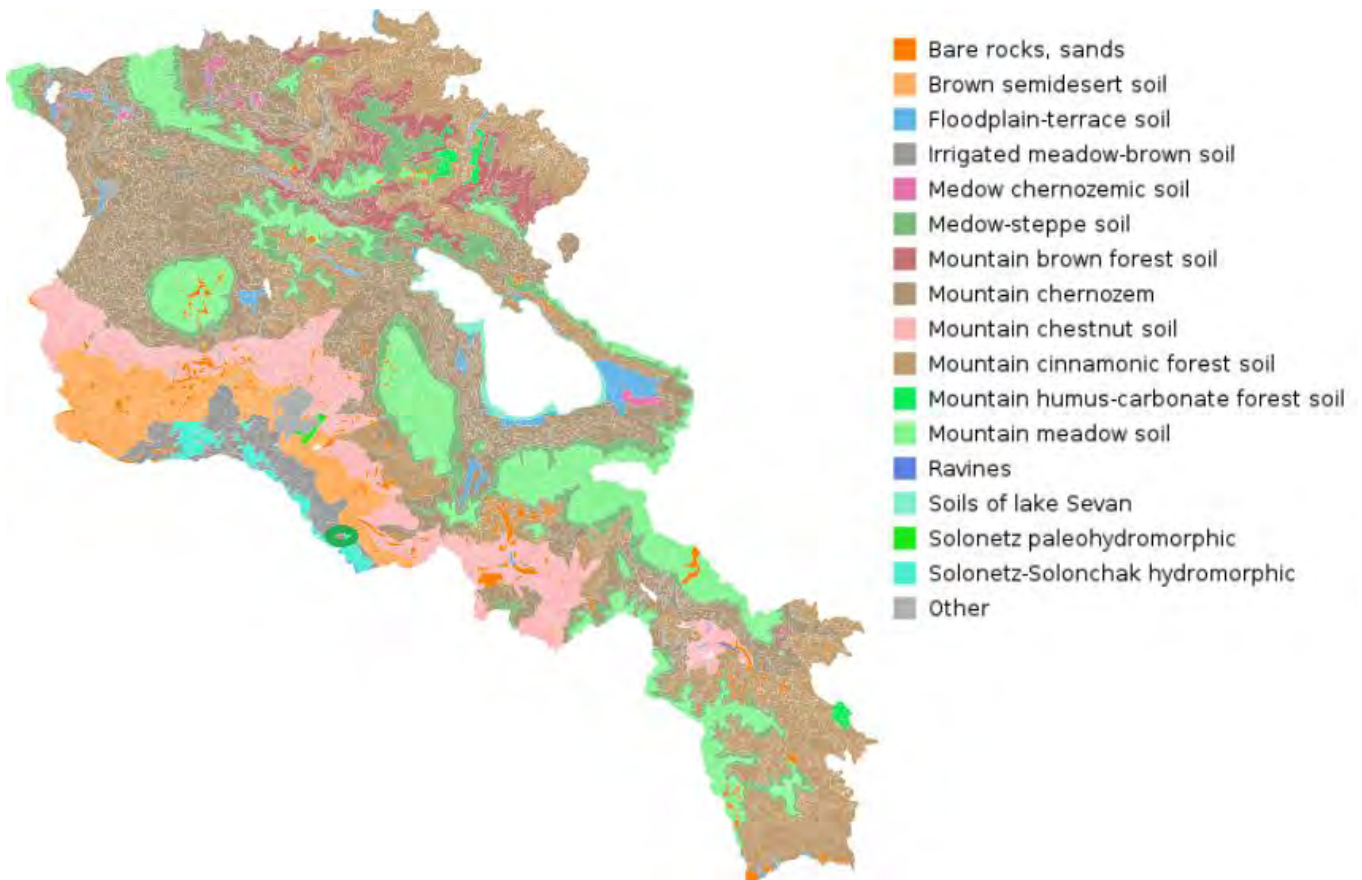 Bare rocks, sands
Brown semidesert soil
Floodplain-terrace soil
Irrigated meadow-brown soil
Medow chernozemic soil
Medow-steppe soil
Mountain brown forest soil
Mountain chernozem
Mountain chestnut soil
Mountain cinnamonic forest soil
Mountain humus-carbonate forest soil
Mountain meadow soil
Ravines
Soils of lake Sevan
Solonetz paleohydromorphic
Solonetz-Solonchak hydromorphic
Other